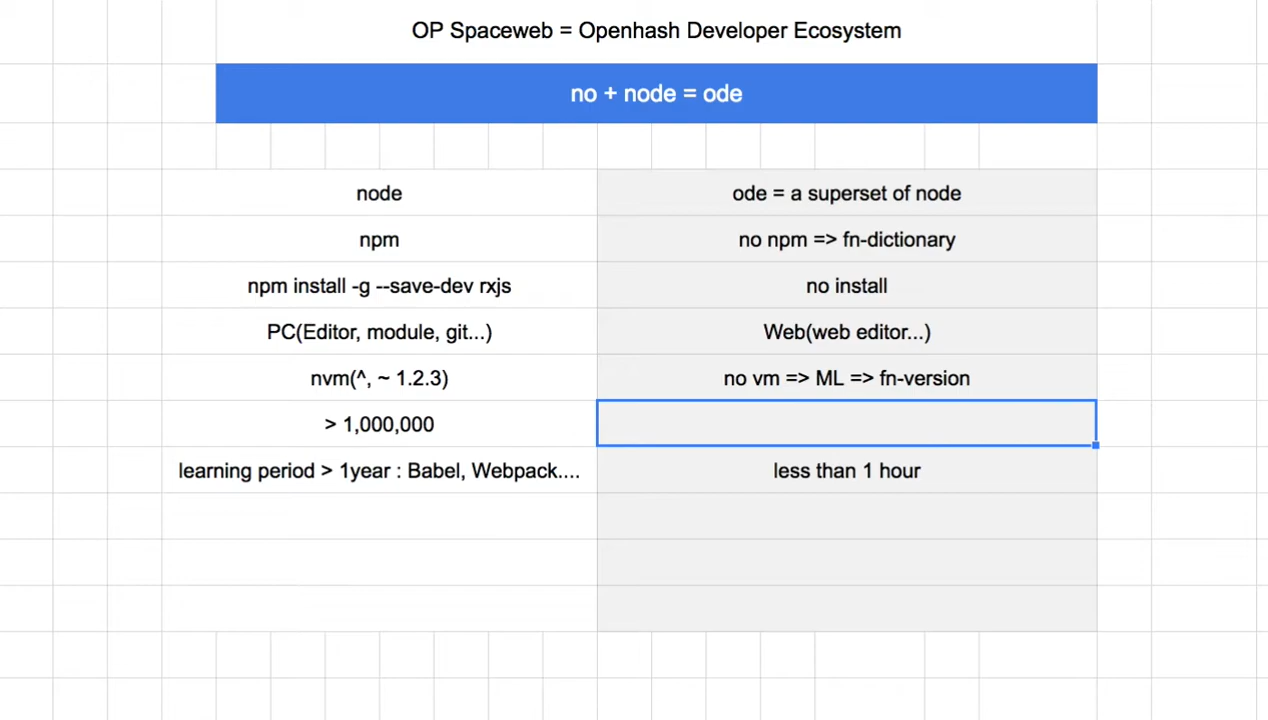 OP Spaceweb = Openhash Developer Ecosystem
no + node = ode
node
ode = a superset of node
npm
no npm => fn-dictionary
npm install -g --save-dev rxjs
no install
PC(Editor, module, git...)
Web(web editor...)
nvm(^, ~ 1.2.3)
no vm => ML => fn-version
> 1,000,000
learning period > 1year : Babel, Webpack....
less than 1 hour